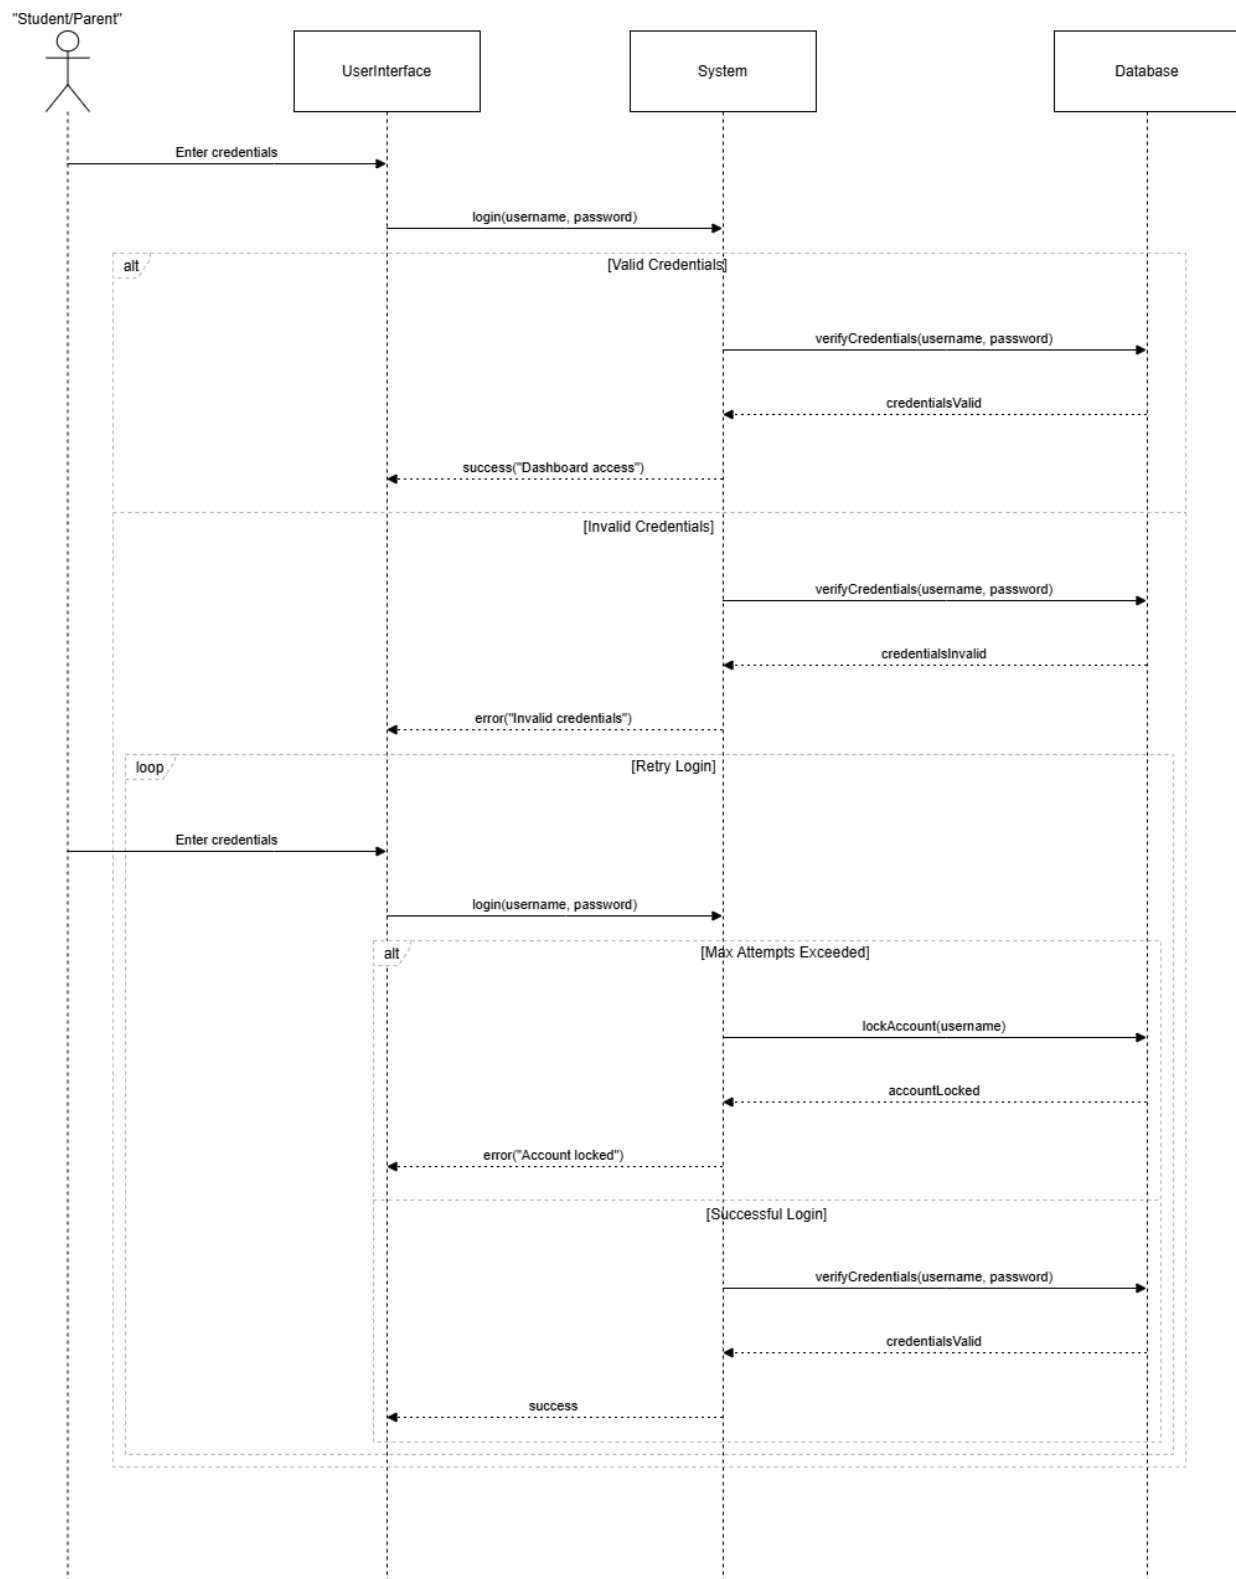 "Student/Parent"
UserInterface
System
Database
Enter credentials
login(username, password)
alt
[Valid Credentials]
verifyCredentials(username, password)
credentialsValid
success("Dashboard access")
[Invalid Credentials]
verifyCredentials(username, password)
credentialsInvalid
error("Invalid credentials")
loop
[Retry Login]
Enter credentials
login(username, password)
alt
[Max Attempts Exceeded]
lockAccount(username)
accountLocked
error("Account locked")
[Successful Login]
verifyCredentials(username, password)
credentialsValid
success